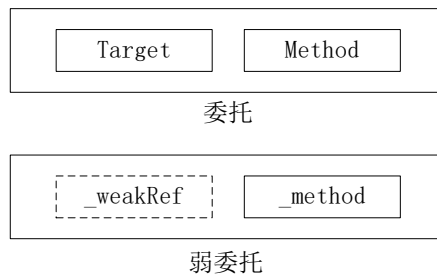 Target Method
委托
_weakRef _method
弱委托